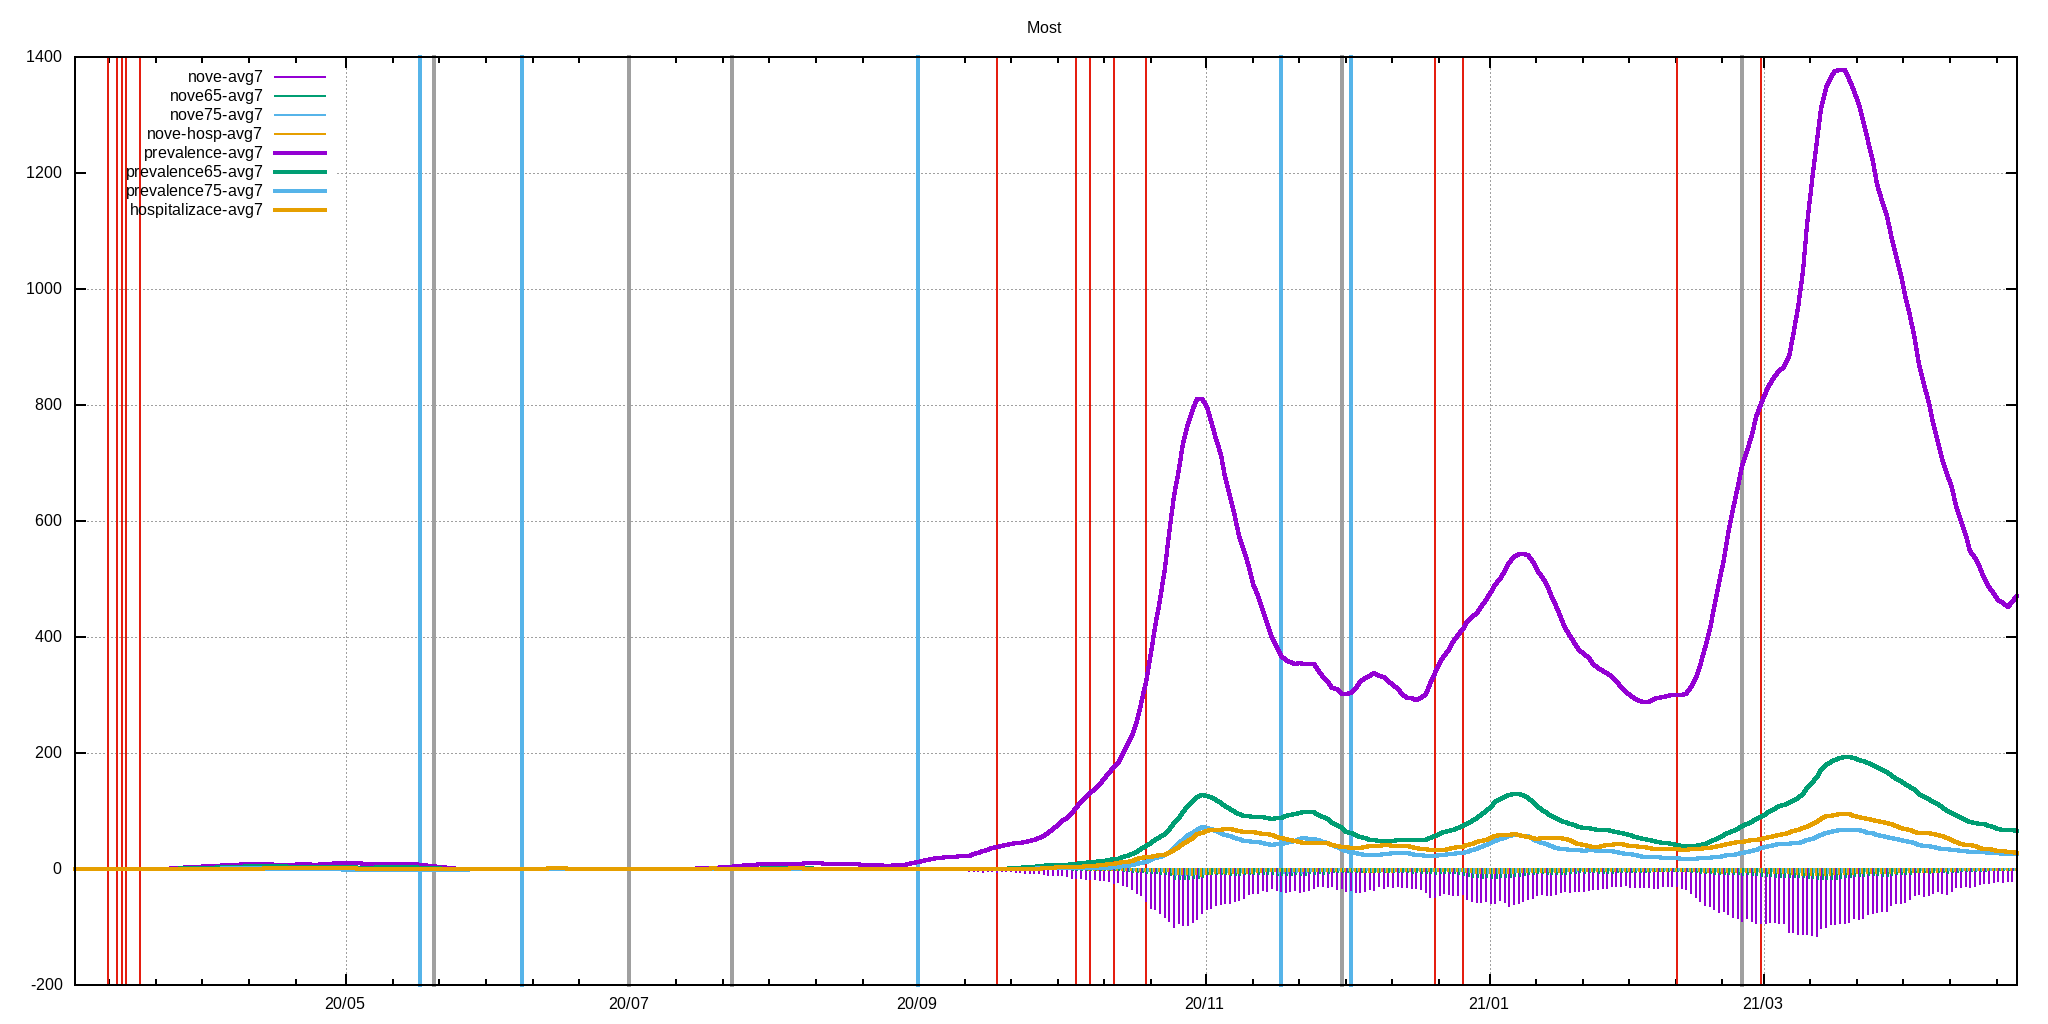 Most
1400
nove-avg7
nove65-avg7
nove75-avg7
nove-hosp-avg7
prevalence-avg7
prevalence65-avg7
prevalence75-avg7
hospitalizace-avg7
1200
1000
800
600
400
200
0
-200
20/05 20/07 20/09 20/11 21/01 21/03